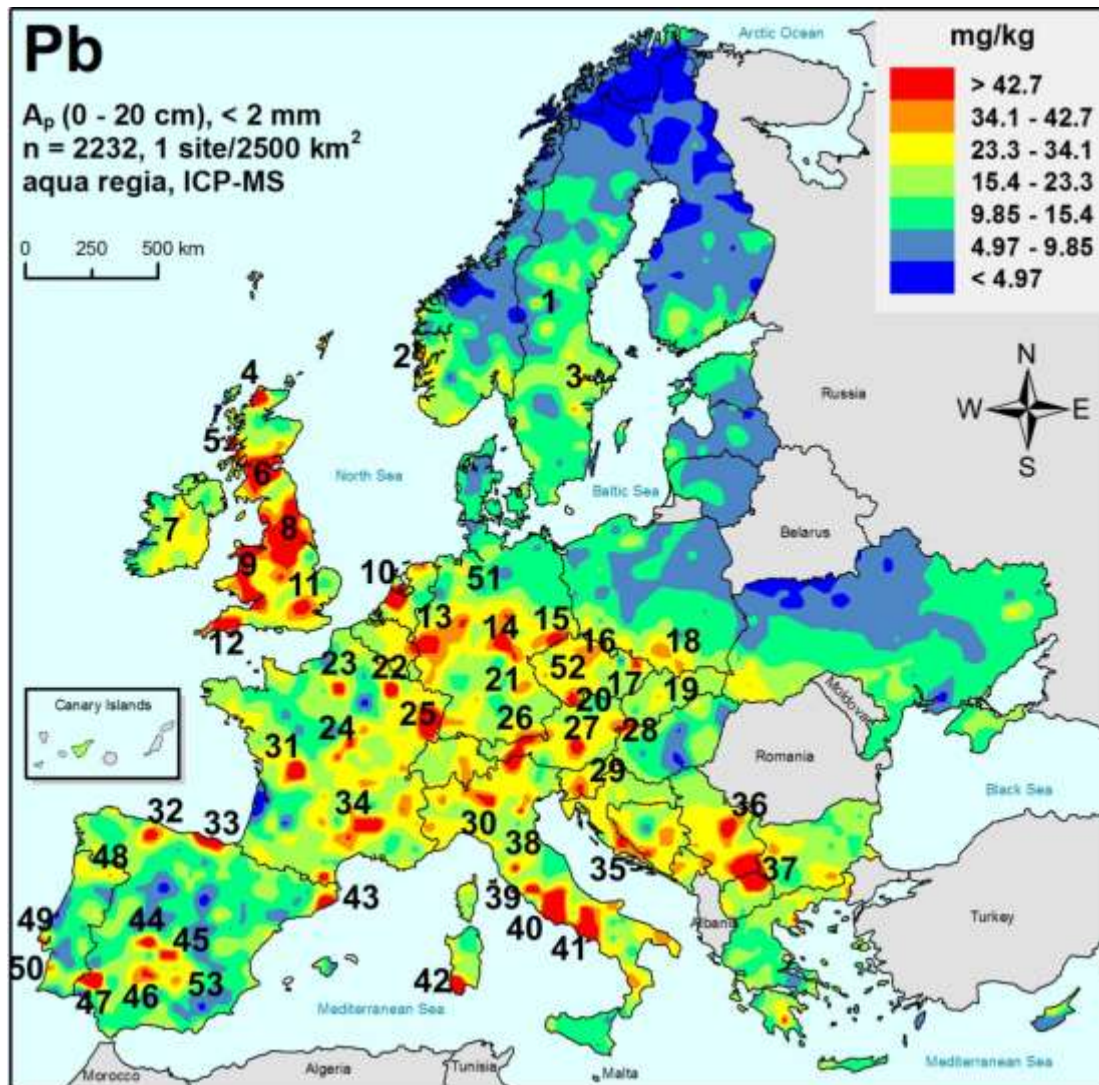 Pb
A_p (0 - 20 cm), < 2 mm
n = 2232, 1 site/2500 km²
aqua regia, ICP-MS
0 250 500 km
mg/kg
> 42.7
34.1 - 42.7
23.3 - 34.1
15.4 - 23.3
9.85 - 15.4
4.97 - 9.85
< 4.97
N
W E
S
Arctic Ocean
Russia
North Sea
Baltic Sea
Belarus
Canary Islands
Moldova
Romania
Black Sea
Albania
Turkey
Mediterranean Sea
Mediterranean Sea
Morocco
Algeria
Tunisia
Malta
1
2
3
4
5
6
7
8
9
10
11
12
13
14
15
16
17
18
19
20
21
22
23
24
25
26
27
28
29
30
31
32
33
34
35
36
37
38
39
40
41
42
43
44
45
46
47
48
49
50
51
52
53